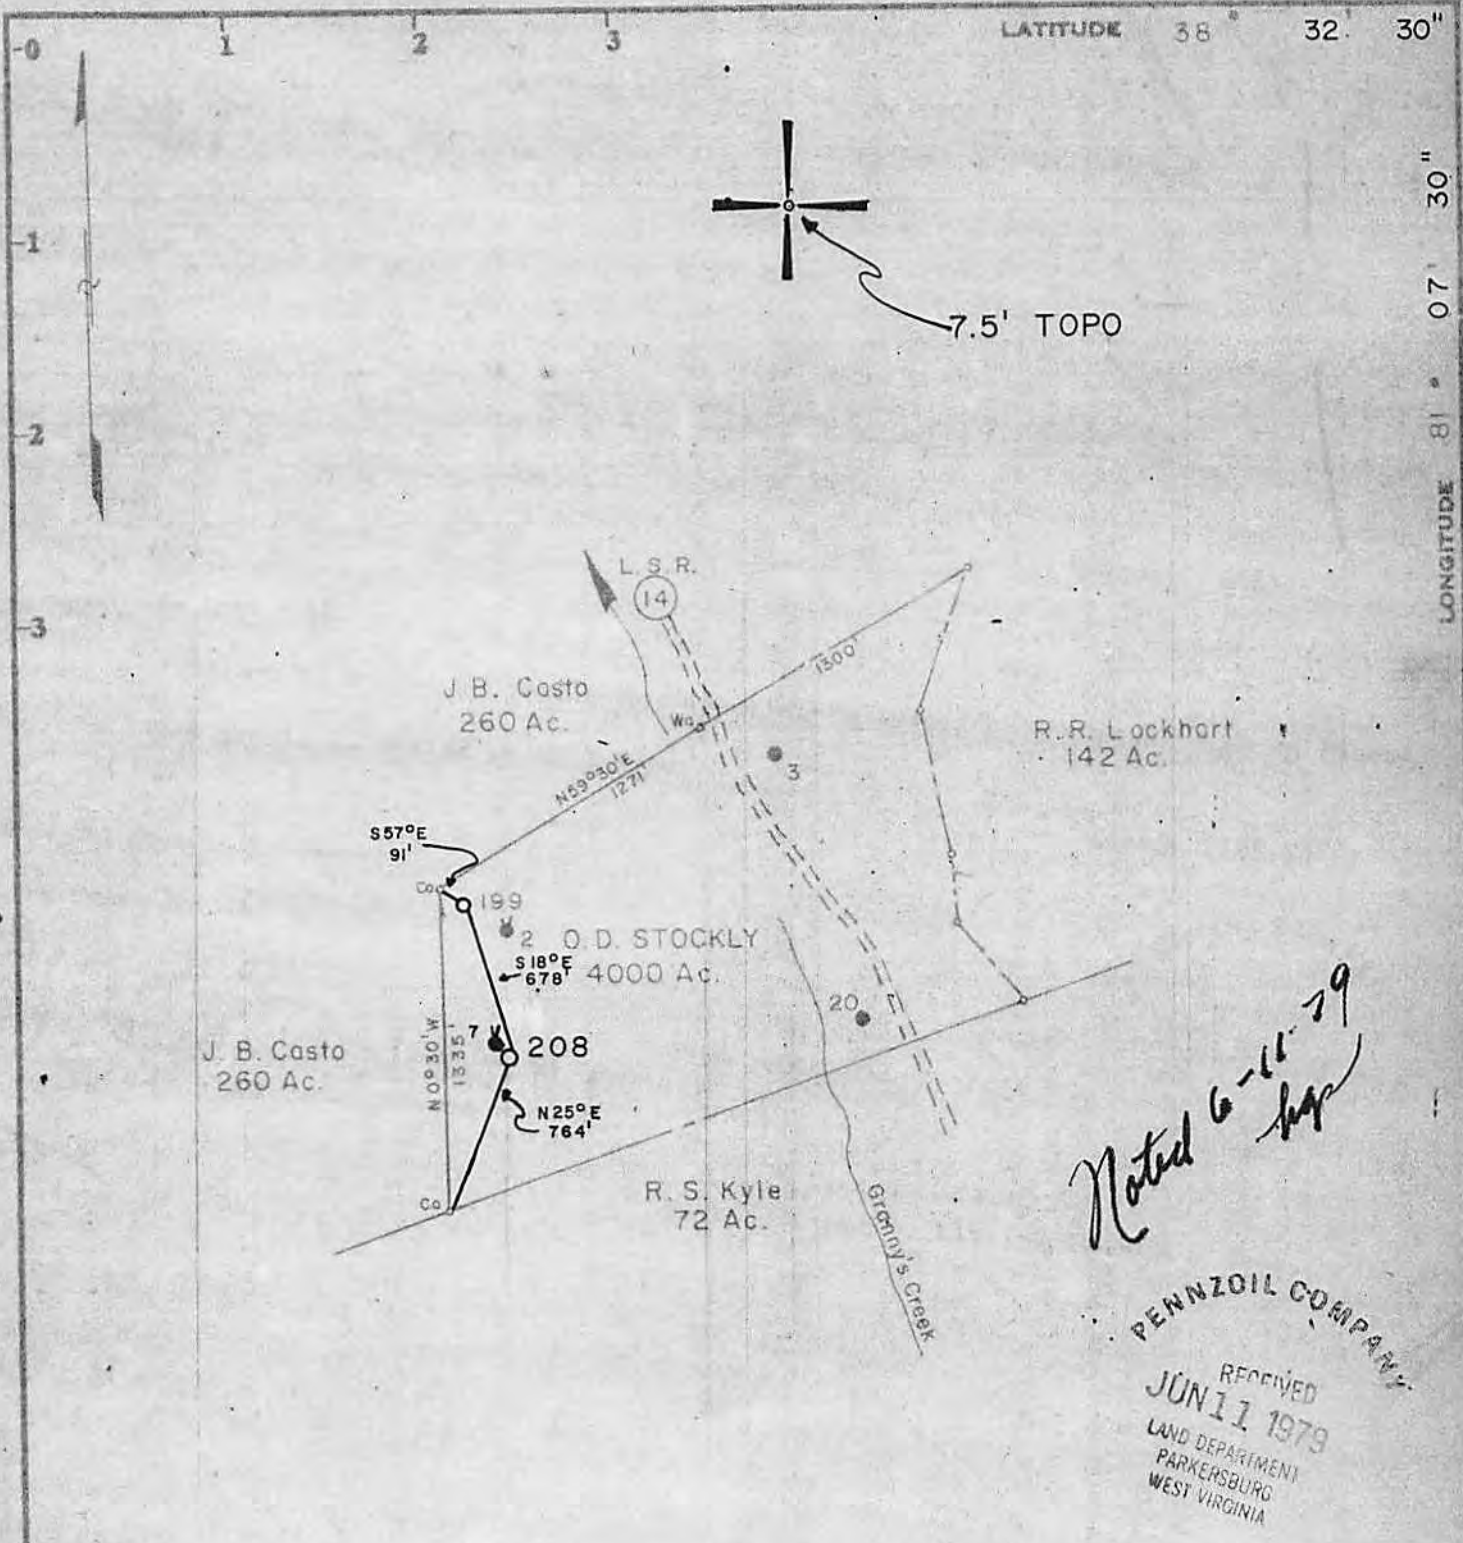 LATITUDE 38° 32' 30"
-0 1 2 3
-1
-2
-3
LONGITUDE 81° 07' 30"
7.5' TOPO
L.S.R.
14
1300'
J. B. Casto
260 Ac.
Wa
R.R. Lockhart
142 Ac.
3
N59°30'E
1271'
S57°E
91'
Co
199
2
O.D. STOCKLY
4000 Ac.
S18°E
678'
20
7
208
J. B. Casto
260 Ac.
N0°30'W
1335'
N25°E
764'
Co
R. S. Kyle
72 Ac.
Granny's Creek
Noted 6-11-79
PENNZOIL COMPANY
RECEIVED
JUN 11 1979
LAND DEPARTMENT
PARKERSBURG
WEST VIRGINIA